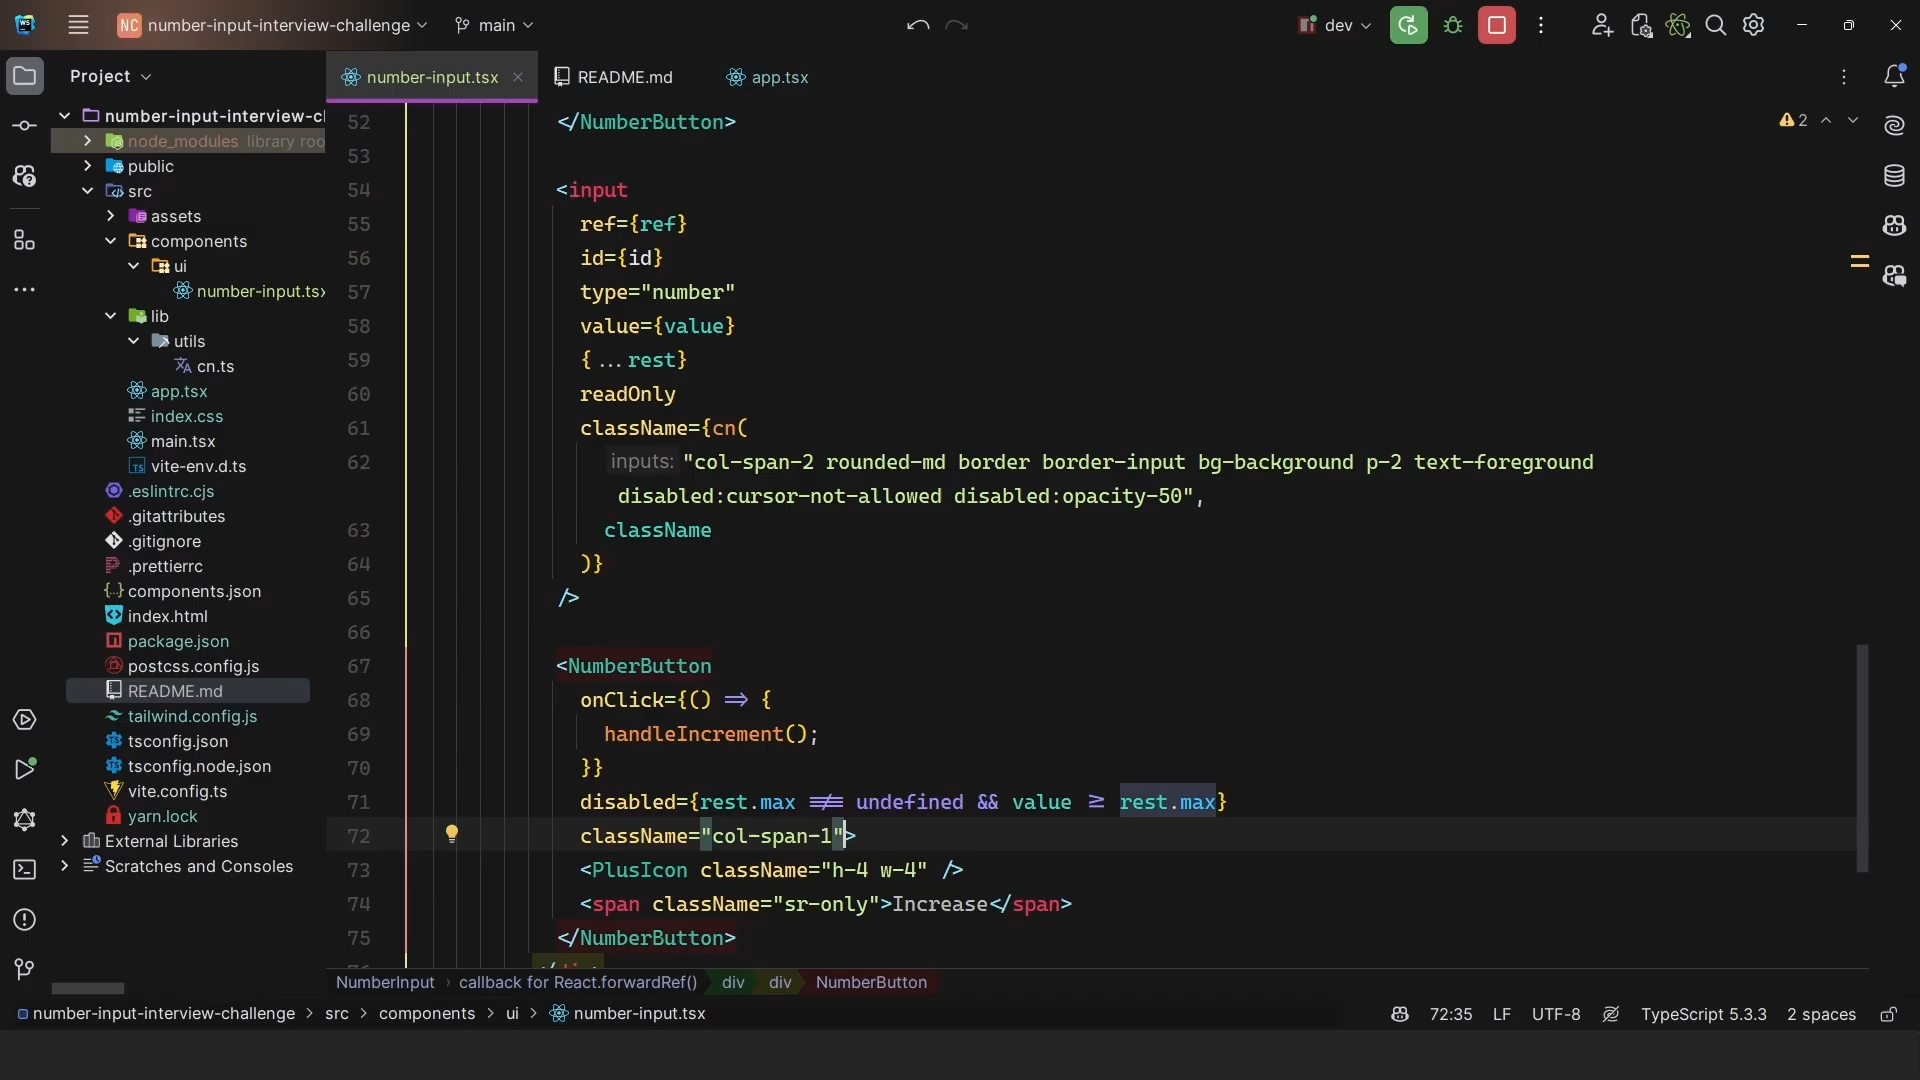 NC number-input-interview-challenge main dev
Project number-input.tsx README.md app.tsx
number-input-interview-cl
node_modules library roo
public
src
assets
components
ui
number-input.tsx
lib
utils
cn.ts
app.tsx
index.css
main.tsx
vite-env.d.ts
.eslintrc.cjs
.gitattributes
.gitignore
.prettierrc
components.json
index.html
package.json
postcss.config.js
README.md
tailwind.config.js
tsconfig.json
tsconfig.node.json
vite.config.ts
yarn.lock
External Libraries
Scratches and Consoles
2
52 </NumberButton>
53
54 <input
55 ref={ref}
56 id={id}
57 type="number"
58 value={value}
59 {...rest}
60 readOnly
61 className={cn(
62 inputs: "col-span-2 rounded-md border border-input bg-background p-2 text-foreground
disabled:cursor-not-allowed disabled:opacity-50",
63 className
64 )}
65 />
66
67 <NumberButton
68 onClick={() => {
69 handleIncrement();
70 }}
71 disabled={rest.max !== undefined && value >= rest.max}
72 className="col-span-1">
73 <PlusIcon className="h-4 w-4" />
74 <span className="sr-only">Increase</span>
75 </NumberButton>
NumberInput › callback for React.forwardRef() div div NumberButton
number-input-interview-challenge > src > components > ui > number-input.tsx 72:35 LF UTF-8 TypeScript 5.3.3 2 spaces